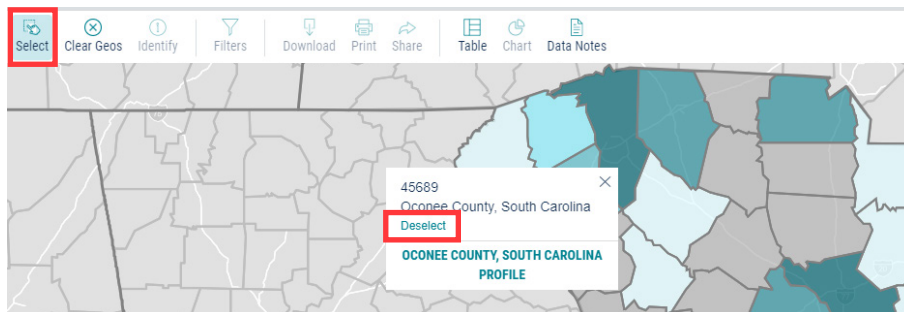 Select Clear Geos Identify Filters Download Print Share Table Chart Data Notes
45689
Oconee County, South Carolina
Deselect
OCONEE COUNTY, SOUTH CAROLINA
PROFILE